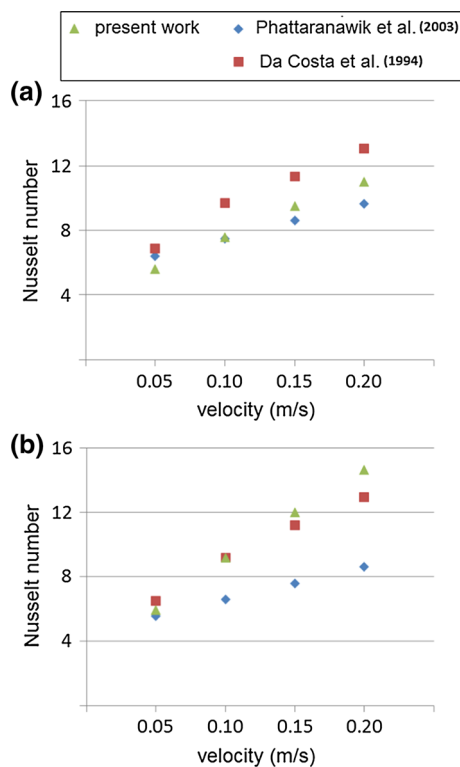 present work
Phattaranawik et al. (2003)
Da Costa et al. (1994)
(a)
16
12
8
4
Nusselt number
0.05 0.10 0.15 0.20
velocity (m/s)
(b)
16
12
8
4
Nusselt number
0.05 0.10 0.15 0.20
velocity (m/s)